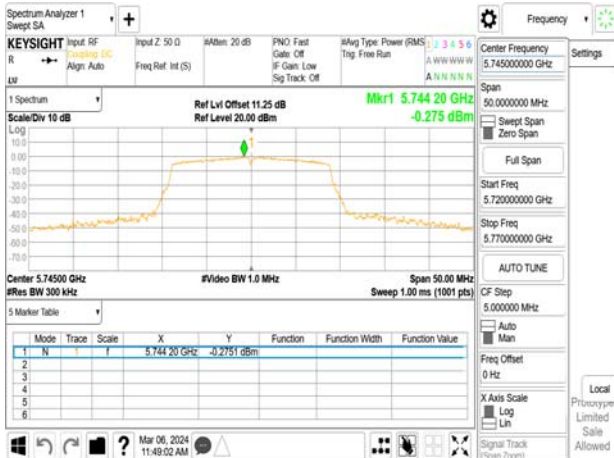 Spectrum Analyzer 1
Swept SA
Frequency
Settings
KEYSIGHT
R
LXI
Input: RF
Coupling: DC
Align: Auto
Input Z: 50 Ω
Freq Ref: Int (S)
#Atten: 20 dB
PNO: Fast
Gate: Off
IF Gain: Low
Sig Track: Off
#Avg Type: Power (RMS
Trig: Free Run
1 2 3 4 5 6
A W W W W W
A N N N N N
1 Spectrum
Scale/Div 10 dB
Ref Lvl Offset 11.25 dB
Ref Level 20.00 dBm
Mkr1 5.744 20 GHz
-0.275 dBm
Log
10.0
0.00
-10.0
-20.0
-30.0
-40.0
-50.0
-60.0
-70.0
1
Center 5.74500 GHz
#Res BW 300 kHz
#Video BW 1.0 MHz
Span 50.00 MHz
Sweep 1.00 ms (1001 pts)
5 Marker Table
Mode Trace Scale X Y Function Function Width Function Value
1 N 1 f 5.744 20 GHz -0.2751 dBm
2
3
4
5
6
Mar 06, 2024
11:49:02 AM
Center Frequency
5.745000000 GHz
Span
50.0000000 MHz
Swept Span
Zero Span
Full Span
Start Freq
5.720000000 GHz
Stop Freq
5.770000000 GHz
AUTO TUNE
CF Step
5.000000 MHz
Auto
Man
Freq Offset
0 Hz
X Axis Scale
Log
Lin
Signal Track
(Span Zoom)
Local
Prototype
Limited
Sale
Allowed